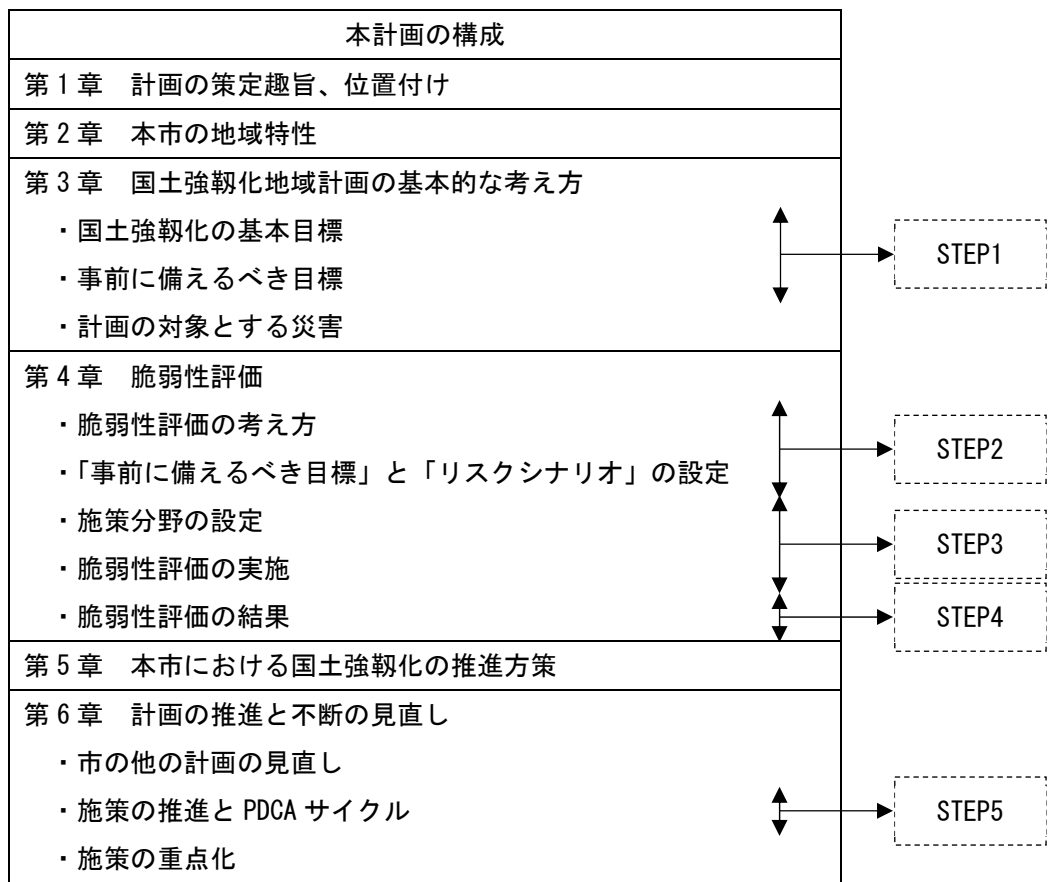 本計画の構成
第1章　計画の策定趣旨、位置付け
第2章　本市の地域特性
第3章　国土強靱化地域計画の基本的な考え方
・国土強靱化の基本目標
・事前に備えるべき目標
・計画の対象とする災害
STEP1
第4章　脆弱性評価
・脆弱性評価の考え方
・「事前に備えるべき目標」と「リスクシナリオ」の設定
STEP2
・施策分野の設定
・脆弱性評価の実施
STEP3
・脆弱性評価の結果
STEP4
第5章　本市における国土強靱化の推進方策
第6章　計画の推進と不断の見直し
・市の他の計画の見直し
・施策の推進と PDCA サイクル
STEP5
・施策の重点化